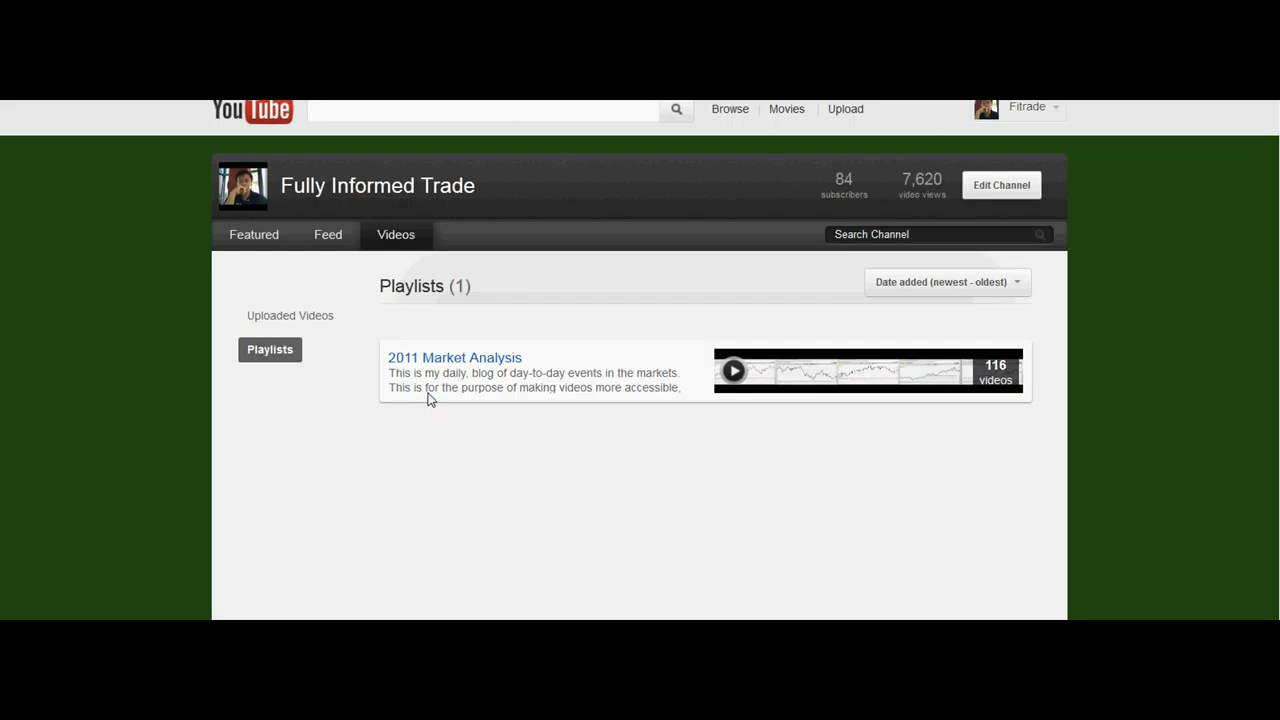 YouTube
Browse
Movies
Upload
Fitrade
Fully Informed Trade
84
subscribers
7,620
video views
Edit Channel
Featured
Feed
Videos
Search Channel
Playlists (1)
Date added (newest - oldest)
Uploaded Videos
Playlists
2011 Market Analysis
This is my daily, blog of day-to-day events in the markets.
This is for the purpose of making videos more accessible,
116
videos